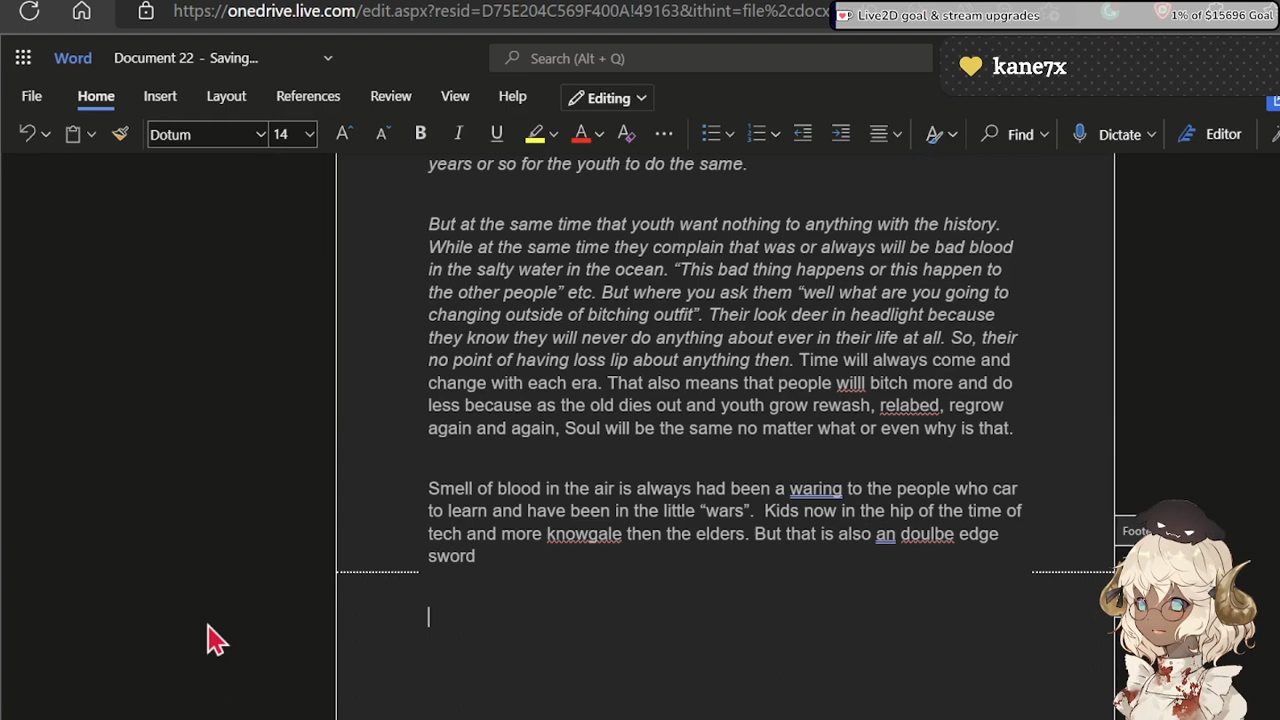 https://onedrive.live.com/edit.aspx?resid=D75E204C569F400A!49163&ithint=file%2cdocx
Live2D goal & stream upgrades 1% of $15696 Goal
kane7x
Word Document 22 - Saving... Search (Alt + Q)
File Home Insert Layout References Review View Help Editing
Datum 14 B I U A Find Dictate Editor
years or so for the youth to do the same.
But at the same time that youth want nothing to anything with the history.
While at the same time they complain that was or always will be bad blood
in the salty water in the ocean. “This bad thing happens or this happen to
the other people” etc. But where you ask them “well what are you going to
changing outside of bitching outfit”. Their look deer in headlight because
they know they will never do anything about ever in their life at all. So, their
no point of having loss lip about anything then. Time will always come and
change with each era. That also means that people willl bitch more and do
less because as the old dies out and youth grow rewash, relabed, regrow
again and again, Soul will be the same no matter what or even why is that.
Smell of blood in the air is always had been a waring to the people who car
to learn and have been in the little “wars”.  Kids now in the hip of the time of
tech and more knowgale then the elders. But that is also an doulbe edge
sword
Foote